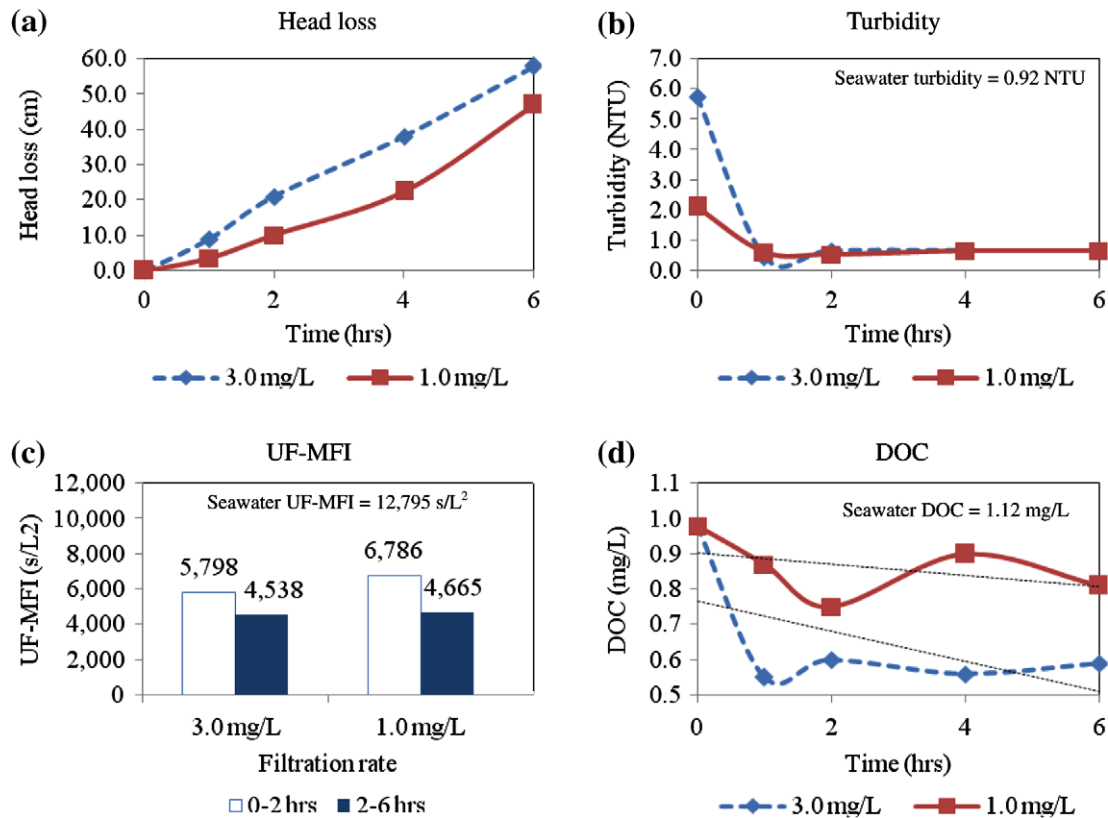 (a)
Head loss
60.0
50.0
40.0
30.0
20.0
10.0
0.0
Head loss (cm)
0 2 4 6
Time (hrs)
3.0 mg/L 1.0 mg/L
(b)
Turbidity
7.0
6.0
5.0
4.0
3.0
2.0
1.0
0.0
Turbidity (NTU)
Seawater turbidity = 0.92 NTU
0 2 4 6
Time (hrs)
3.0 mg/L 1.0 mg/L
(c)
UF-MFI
12,000
10,000
8,000
6,000
4,000
2,000
0
UF-MFI (s/L2)
Seawater UF-MFI = 12,795 s/L²
5,798 4,538 6,786 4,665
3.0 mg/L 1.0 mg/L
Filtration rate
0-2 hrs 2-6 hrs
(d)
DOC
1.1
1.0
0.9
0.8
0.7
0.6
0.5
DOC (mg/L)
Seawater DOC = 1.12 mg/L
0 2 4 6
Time (hrs)
3.0 mg/L 1.0 mg/L